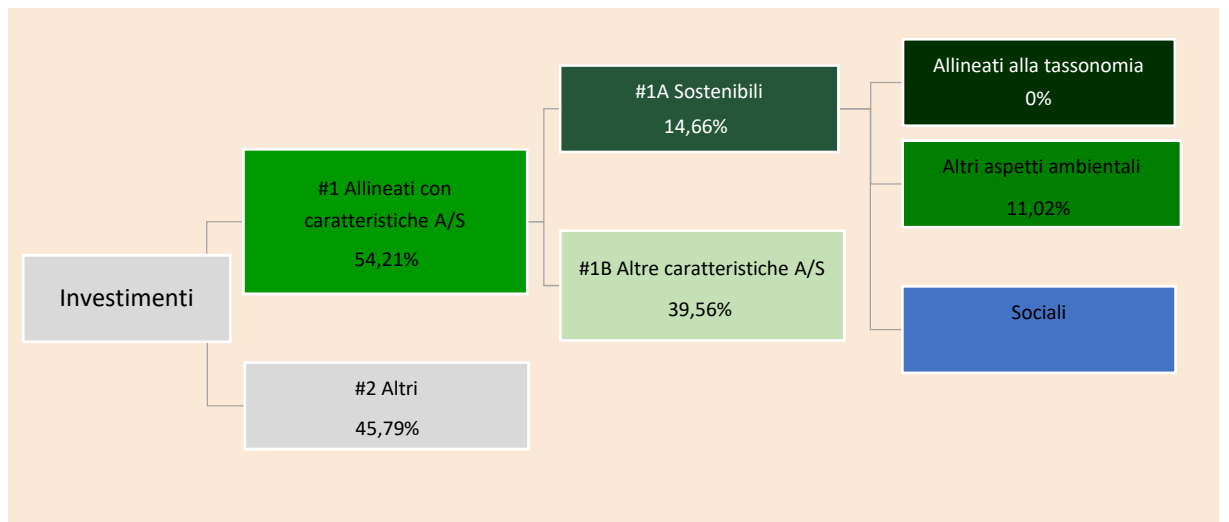 Investimenti
#1 Allineati con
caratteristiche A/S
54,21%
#2 Altri
45,79%
#1A Sostenibili
14,66%
#1B Altre caratteristiche A/S
39,56%
Allineati alla tassonomia
0%
Altri aspetti ambientali
11,02%
Sociali